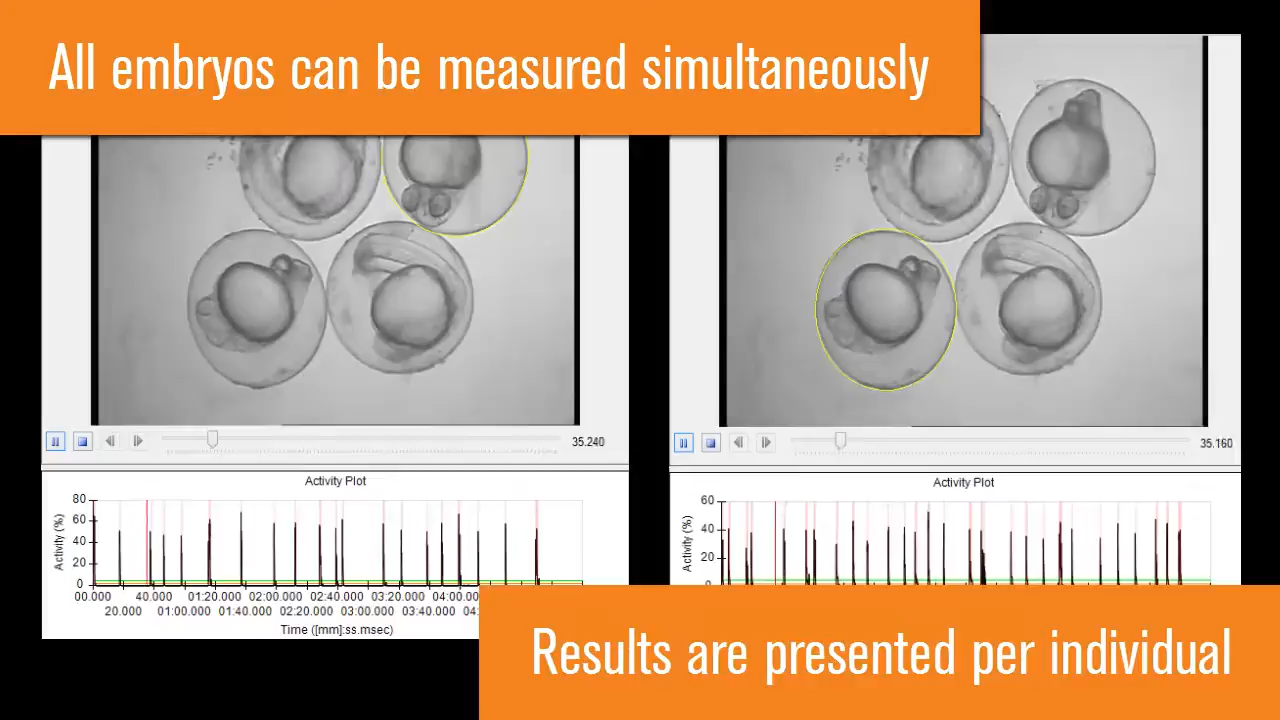 All embryos can be measured simultaneously
35.240
35.160
Activity Plot
Activity (%)
80
60
40
20
0
00.000 40.000 01:20.000 02:00.000 02:40.000 03:20.000 04:00
20.000 01:00.000 01:40.000 02:20.000 03:00.000 03:40.000
Time ([mm]:ss.msec)
Activity Plot
Activity (%)
60
40
20
Results are presented per individual